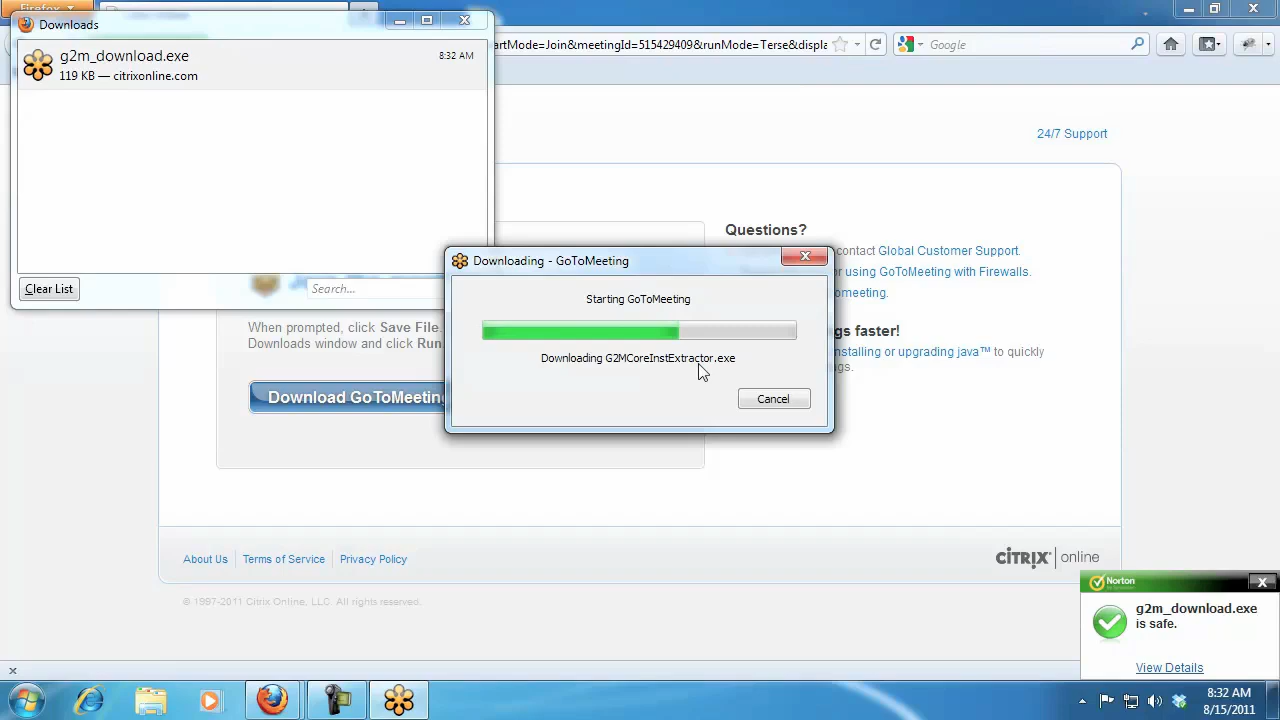 Firefox
Downloads
g2m_download.exe
8:32 AM
119 KB — citrixonline.com
Clear List
Search...
artMode=Join&meetingId=515429409&runMode=Terse&displa
Google
24/7 Support
When prompted, click Save File.
Downloads window and click Run
Download GoToMeeting
Questions?
contact Global Customer Support.
r using GoToMeeting with Firewalls.
omeeting.
gs faster!
nstalling or upgrading java™ to quickly
gs.
Downloading - GoToMeeting
Starting GoToMeeting
Downloading G2MCoreInstExtractor.exe
Cancel
About Us
Terms of Service
Privacy Policy
CITRIX online
© 1997-2011 Citrix Online, LLC. All rights reserved.
Norton
g2m_download.exe
is safe.
View Details
8:32 AM
8/15/2011